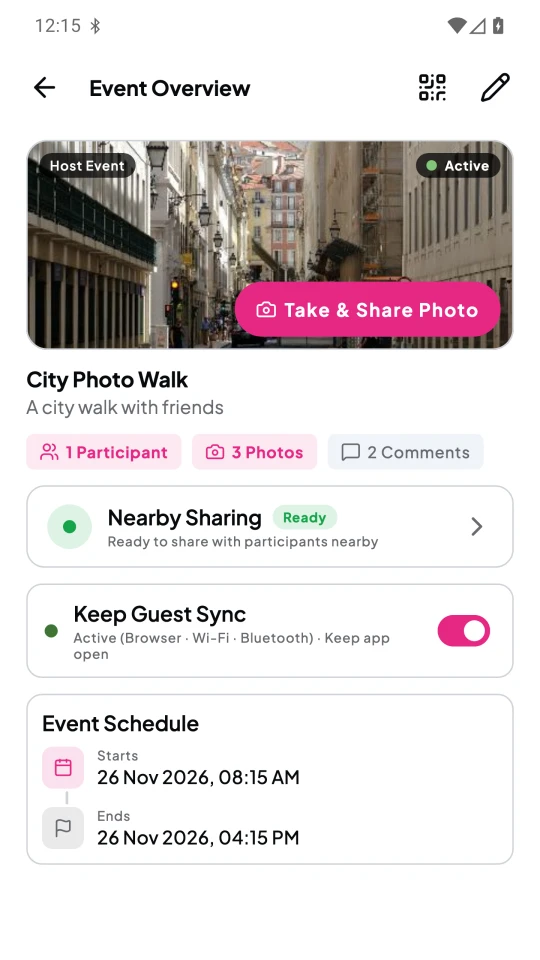 12:15
Event Overview
Host Event
Active
Take & Share Photo
City Photo Walk
A city walk with friends
1 Participant
3 Photos
2 Comments
Nearby Sharing
Ready
Ready to share with participants nearby
Keep Guest Sync
Active (Browser · Wi-Fi · Bluetooth) · Keep app
open
Event Schedule
Starts
26 Nov 2026, 08:15 AM
Ends
26 Nov 2026, 04:15 PM